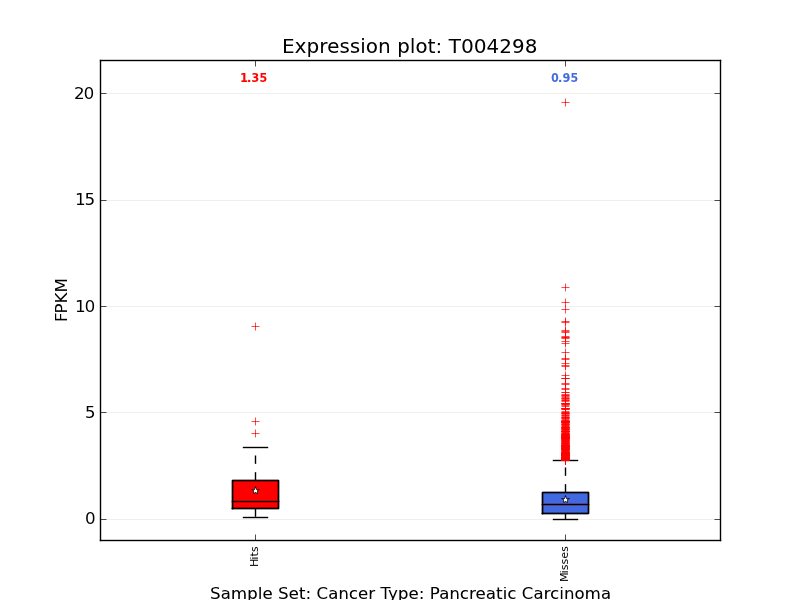 Expression plot: T004298
1.35
0.95
20
15
10
5
0
FPKM
Hits
Misses
Sample Set: Cancer Type: Pancreatic Carcinoma